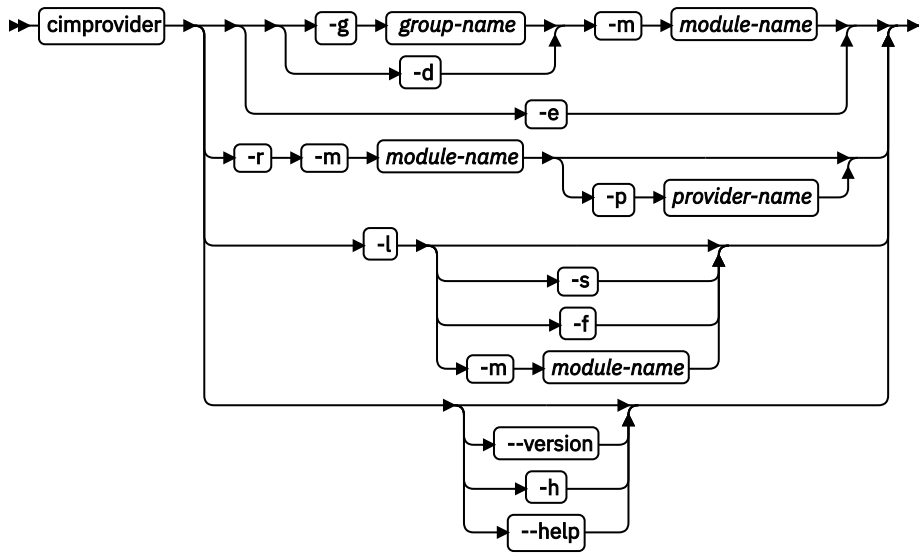 cimprovider -g group-name -m module-name
-d
-e
-r -m module-name
-p provider-name
-l
-s
-f
-m module-name
--version
-h
--help